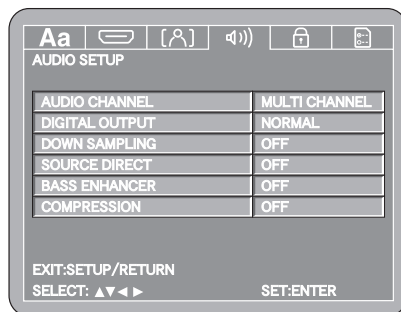 Aa
AUDIO SETUP
AUDIO CHANNEL MULTI CHANNEL
DIGITAL OUTPUT NORMAL
DOWN SAMPLING OFF
SOURCE DIRECT OFF
BASS ENHANCER OFF
COMPRESSION OFF
EXIT:SETUP/RETURN
SELECT: ▲▼◄ ► SET:ENTER